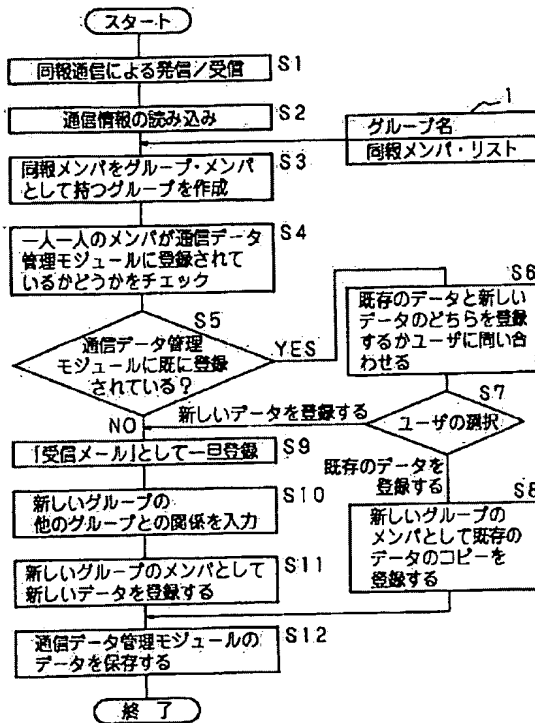 スタート
同報通信による発信/受信 S1
通信情報の読み込み S2
1
グループ名
同報メンバ・リスト
同報メンバをグループ・メンバ
として持つグループを作成
S3
一人一人のメンバが通信データ
管理モジュールに登録されて
いるかどうかをチェック
S4
S5
通信データ管理
モジュールに既に登録
されている?
YES
NO
S6
既存のデータと新しい
データのどちらを登録
するかユーザに問い合
わせる
S7
ユーザの選択
新しいデータを登録する
既存のデータを
登録する
S8
新しいグループの
メンバとして既存の
データのコピーを
登録する
「受信メール」として一旦登録 S9
新しいグループの
他のグループとの関係を入力
S10
新しいグループのメンバとして
新しいデータを登録する
S11
通信データ管理モジュールの
データを保存する
S12
終了